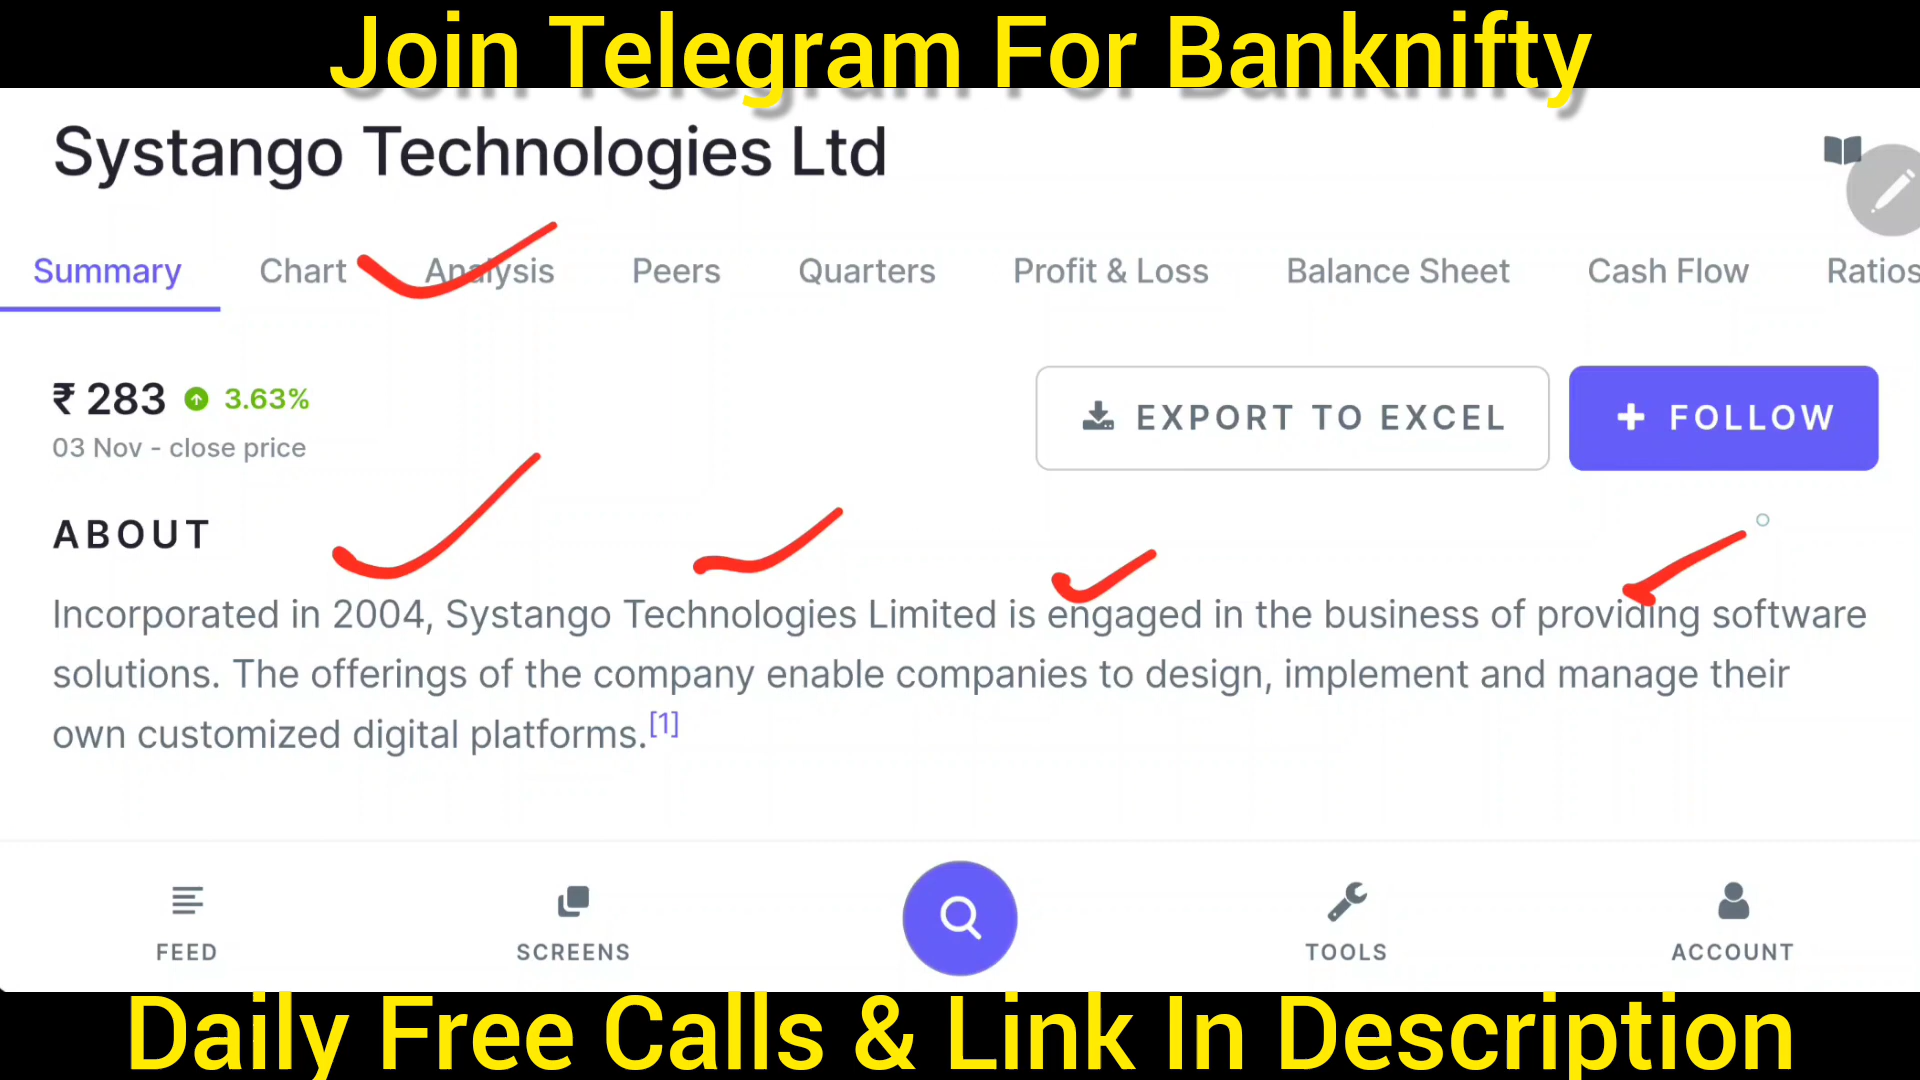 Join Telegram For Banknifty
Systango Technologies Ltd
Summary Chart Analysis Peers Quarters Profit & Loss Balance Sheet Cash Flow Ratios
₹ 283 3.63%
03 Nov - close price
EXPORT TO EXCEL
+ FOLLOW
ABOUT
Incorporated in 2004, Systango Technologies Limited is engaged in the business of providing software
solutions. The offerings of the company enable companies to design, implement and manage their
own customized digital platforms.[1]
FEED SCREENS TOOLS ACCOUNT
Daily Free Calls & Link In Description